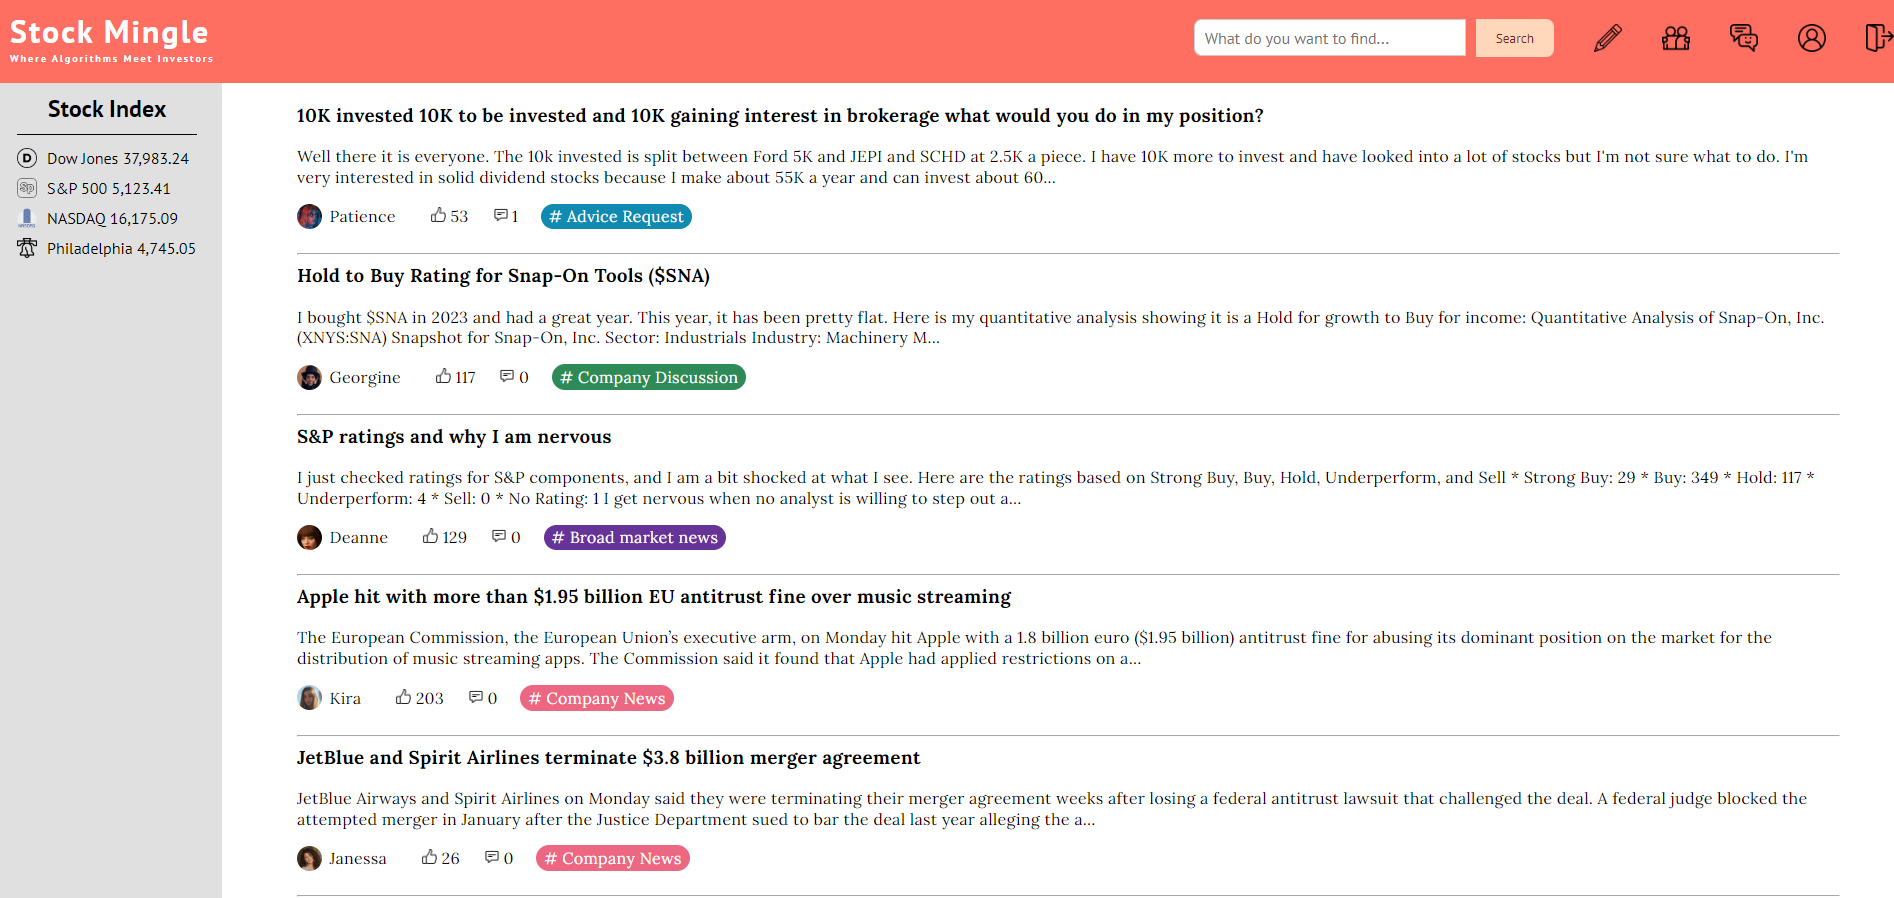 Stock Mingle
Where Algorithms Meet Investors
What do you want to find...
Search
Stock Index
Dow Jones 37,983.24
S&P 500 5,123.41
NASDAQ 16,175.09
Philadelphia 4,745.05
10K invested 10K to be invested and 10K gaining interest in brokerage what would you do in my position?
Well there it is everyone. The 10k invested is split between Ford 5K and JEPI and SCHD at 2.5K a piece. I have 10K more to invest and have looked into a lot of stocks but I'm not sure what to do. I'm
very interested in solid dividend stocks because I make about 55K a year and can invest about 60...
Patience 53 1 # Advice Request
Hold to Buy Rating for Snap-On Tools ($SNA)
I bought $SNA in 2023 and had a great year. This year, it has been pretty flat. Here is my quantitative analysis showing it is a Hold for growth to Buy for income: Quantitative Analysis of Snap-On, Inc.
(XNYS:SNA) Snapshot for Snap-On, Inc. Sector: Industrials Industry: Machinery M...
Georgine 117 0 # Company Discussion
S&P ratings and why I am nervous
I just checked ratings for S&P components, and I am a bit shocked at what I see. Here are the ratings based on Strong Buy, Buy, Hold, Underperform, and Sell * Strong Buy: 29 * Buy: 349 * Hold: 117 *
Underperform: 4 * Sell: 0 * No Rating: 1 I get nervous when no analyst is willing to step out a...
Deanne 129 0 # Broad market news
Apple hit with more than $1.95 billion EU antitrust fine over music streaming
The European Commission, the European Union’s executive arm, on Monday hit Apple with a 1.8 billion euro ($1.95 billion) antitrust fine for abusing its dominant position on the market for the
distribution of music streaming apps. The Commission said it found that Apple had applied restrictions on a...
Kira 203 0 # Company News
JetBlue and Spirit Airlines terminate $3.8 billion merger agreement
JetBlue Airways and Spirit Airlines on Monday said they were terminating their merger agreement weeks after losing a federal antitrust lawsuit that challenged the deal. A federal judge blocked the
attempted merger in January after the Justice Department sued to bar the deal last year alleging the a...
Janessa 26 0 # Company News